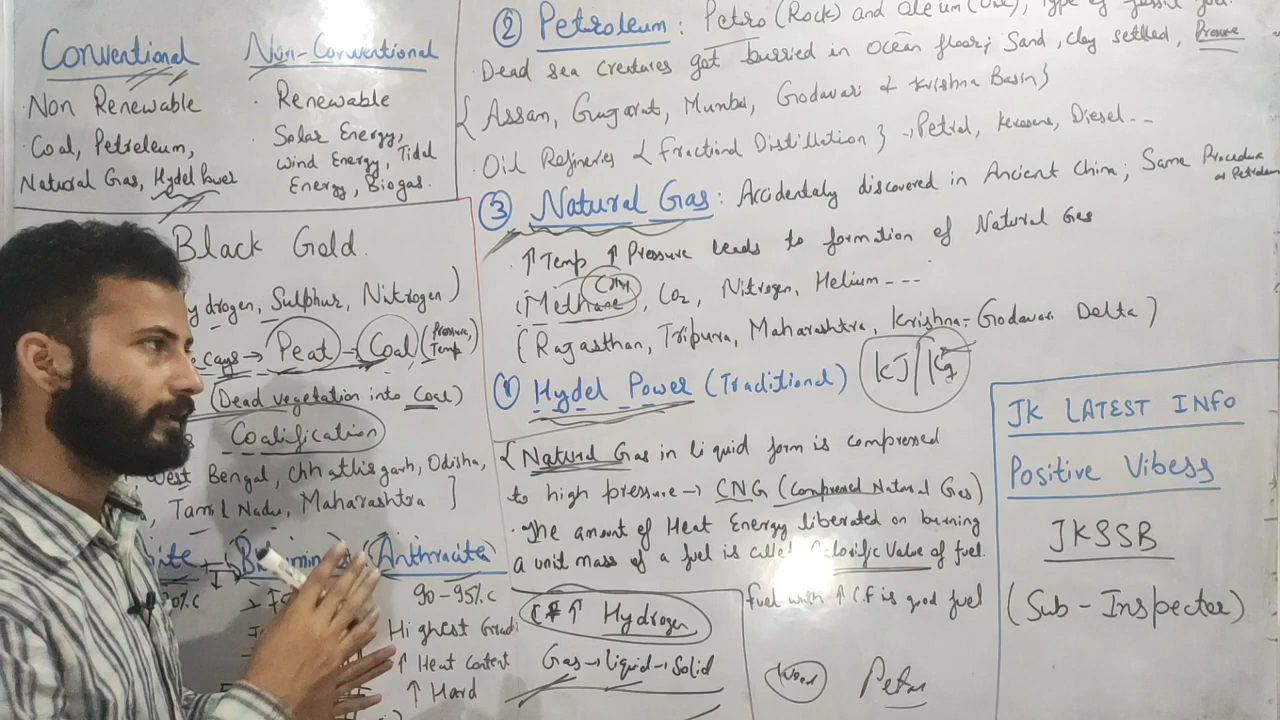 Conventional
Non Renewable
Coal, Petroleum,
Natural Gas, Hydel Power
Non-Conventional
Renewable
Solar Energy,
Wind Energy, Tidal
Energy, Biogas.
Black Gold.
drogen, Sulphur, Nitrogen)
cays → Peat → Coal (Pressure, Temp)
(Dead vegetation into Coal)
Coalification
West Bengal, Chhattisgarh, Odisha,
Tamil Nadu, Maharashtra ]
(Anthracite)
90-95% C
Highest Gradi
↑ Heat Content
↑ Hard
② Petroleum : Petro (Rock) and oleum (Oil), Type of fossil fuel.
Dead sea creatures get burried in ocean floor; Sand, clay settled,
{Assam, Gugarat, Mumbai, Godavari & Krishna Basin}
Oil Refineries { Fractional Distillation } → Petrol, Kerosene, Diesel --
③ Natural Gas : Accidentaly discovered in Ancient China; Same Procedure as Petroleum
↑ Temp ↑ Pressure leads to formation of Natural Gas
(Methane CH4, CO2, Nitrogen, Helium ---
(Rajasthan, Tripura, Maharashtra, Krishna-Godavari Delta)
④ Hydel Power (Traditional) KJ/Kg
{Natural Gas in liquid form is compressed
to high pressure → CNG (Compressed Natural Gas)
The amount of Heat Energy liberated on burning
a unit mass of a fuel is called Calorific Value of fuel.
fuel with ↑ C.F is good fuel
↑ Hydrogen
Gas → liquid → Solid
JK LATEST INFO
Positive Vibess
JKSSB
(Sub-Inspector)